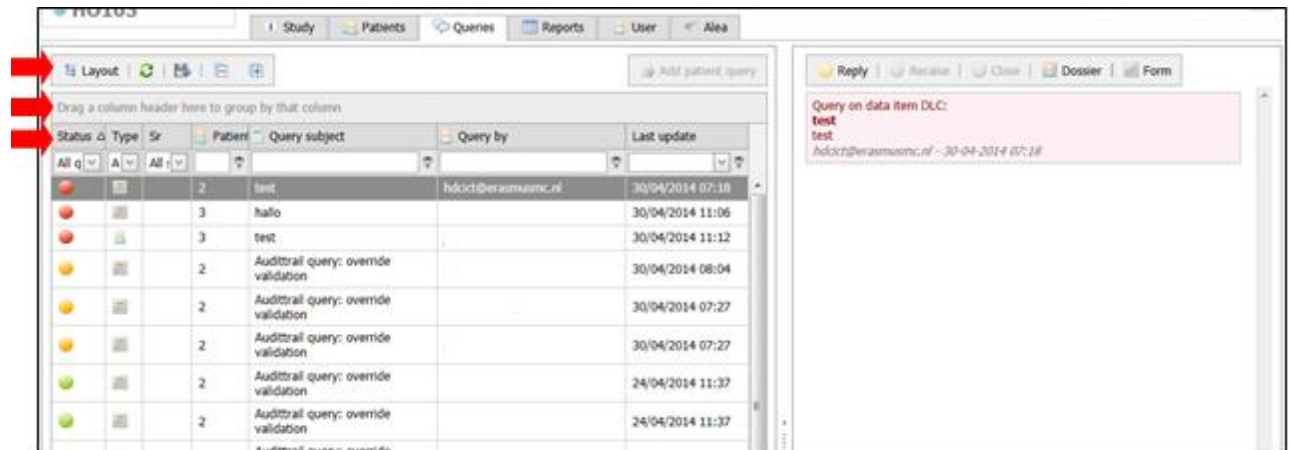 HO103
Study Patients Queries Reports User Alea
Layout Add patient query
Reply Re-raise Close Dossier Form
Drag a column header here to group by that column
Status Type Sr Patient Query subject Query by Last update
All q A All
2 test hdcict@erasmusmc.nl 30/04/2014 07:18
3 hallo 30/04/2014 11:06
3 test 30/04/2014 11:12
2 Audittrail query: override
validation 30/04/2014 08:04
2 Audittrail query: override
validation 30/04/2014 07:27
2 Audittrail query: override
validation 30/04/2014 07:27
2 Audittrail query: override
validation 24/04/2014 11:37
2 Audittrail query: override
validation 24/04/2014 11:37
Audittrail query: override
Query on data item DLC:
test
test
hdcict@erasmusmc.nl - 30-04-2014 07:18